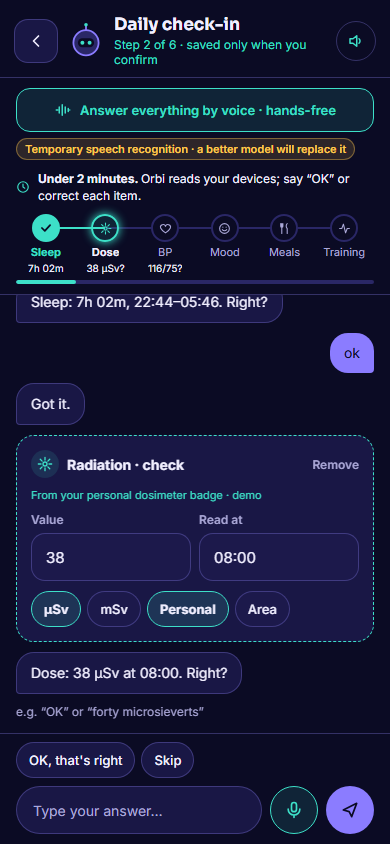 Daily check-in
Step 2 of 6 · saved only when you
confirm
Answer everything by voice · hands-free
Temporary speech recognition · a better model will replace it
Under 2 minutes. Orbi reads your devices; say “OK” or
correct each item.
Sleep Dose BP Mood Meals Training
7h 02m 38 µSv? 116/75?
Sleep: 7h 02m, 22:44–05:46. Right?
ok
Got it.
Radiation · check Remove
From your personal dosimeter badge · demo
Value Read at
38 08:00
µSv mSv Personal Area
Dose: 38 µSv at 08:00. Right?
e.g. “OK” or “forty microsieverts”
OK, that's right Skip
Type your answer...